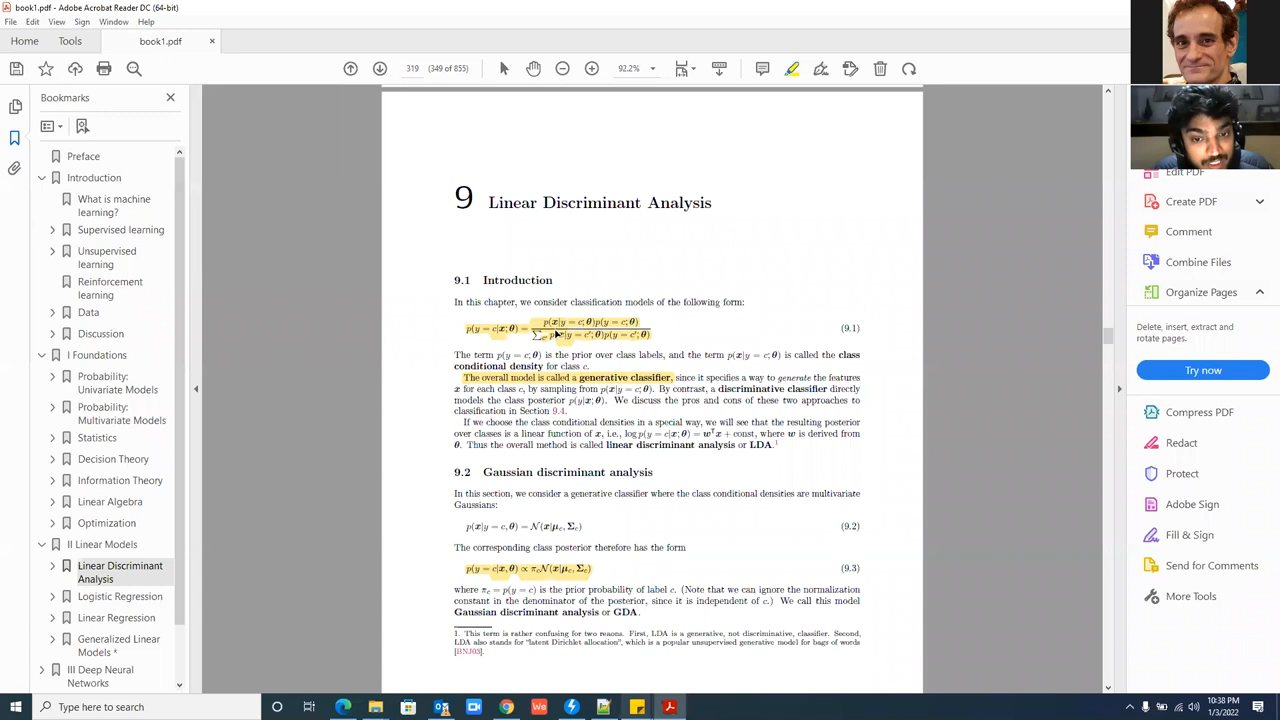 book1.pdf - Adobe Acrobat Reader DC (64-bit)
File Edit View Sign Window Help
Home Tools book1.pdf ×
319 (349 of 855) 92.2%
Bookmarks
Preface
Introduction
What is machine
learning?
Supervised learning
Unsupervised
learning
Reinforcement
learning
Data
Discussion
I Foundations
Probability:
Univariate Models
Probability:
Multivariate Models
Statistics
Decision Theory
Information Theory
Linear Algebra
Optimization
II Linear Models
Linear Discriminant
Analysis
Logistic Regression
Linear Regression
Generalized Linear
Models *
III Deep Neural
Networks
9 Linear Discriminant Analysis
9.1 Introduction
In this chapter, we consider classification models of the following form:
p(y = c|x; θ) = p(x|y = c; θ)p(y = c; θ) / ∑c′ p(x|y = c′; θ)p(y = c′; θ) (9.1)
The term p(y = c; θ) is the prior over class labels, and the term p(x|y = c; θ) is called the class
conditional density for class c.
The overall model is called a generative classifier, since it specifies a way to generate the features
x for each class c, by sampling from p(x|y = c; θ). By contrast, a discriminative classifier directly
models the class posterior p(y|x; θ). We discuss the pros and cons of these two approaches to
classification in Section 9.4.
If we choose the class conditional densities in a special way, we will see that the resulting posterior
over classes is a linear function of x, i.e., log p(y = c|x; θ) = wᵀx + const, where w is derived from
θ. Thus the overall method is called linear discriminant analysis or LDA.¹
9.2 Gaussian discriminant analysis
In this section, we consider a generative classifier where the class conditional densities are multivariate
Gaussians:
p(x|y = c, θ) = N(x|μc, Σc) (9.2)
The corresponding class posterior therefore has the form
p(y = c|x, θ) ∝ πcN(x|μc, Σc) (9.3)
where πc = p(y = c) is the prior probability of label c. (Note that we can ignore the normalization
constant in the denominator of the posterior, since it is independent of c.) We call this model
Gaussian discriminant analysis or GDA.
1. This term is rather confusing for two reaons. First, LDA is a generative, not discriminative, classifier. Second,
LDA also stands for “latent Dirichlet allocation”, which is a popular unsupervised generative model for bags of words
[BNJ03].
Edit PDF
Create PDF
Comment
Combine Files
Organize Pages
Delete, insert, extract and
rotate pages.
Try now
Compress PDF
Redact
Protect
Adobe Sign
Fill & Sign
Send for Comments
More Tools
Type here to search
We
10:38 PM
1/3/2022